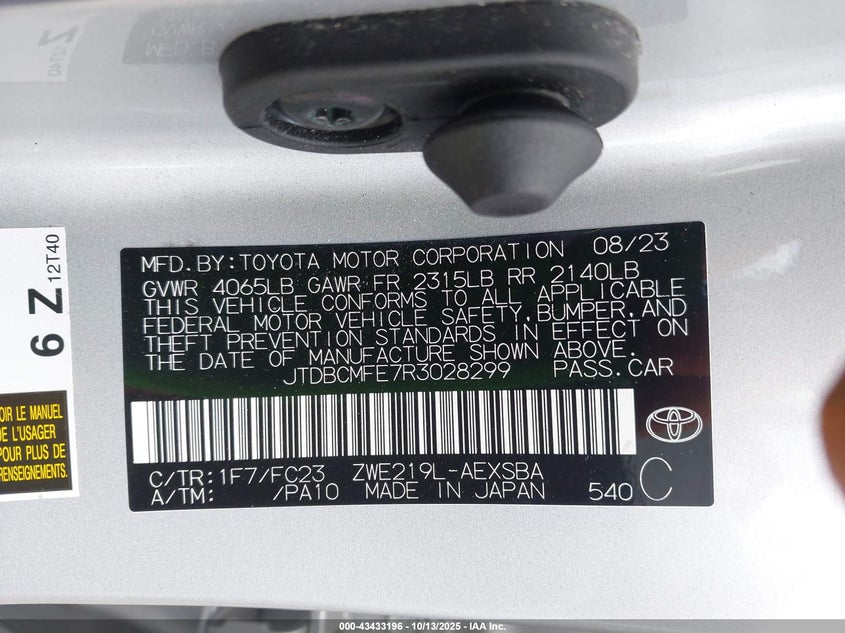 MFD.BY:TOYOTA MOTOR CORPORATION 08/23
GVWR 4065LB GAWR FR 2315LB RR 2140LB
THIS VEHICLE CONFORMS TO ALL APPLICABLE
FEDERAL MOTOR VEHICLE SAFETY,BUMPER,AND
THEFT PREVENTION STANDARDS IN EFFECT ON
THE DATE OF MANUFACTURE SHOWN ABOVE.
JTDBCMFE7R3028299 PASS.CAR
C/TR:1F7/FC23 ZWE219L-AEXSBA
A/TM: /PA10 MADE IN JAPAN 540 C
6 Z 12T40
OIR LE MANUEL
DE L'USAGER
POUR PLUS DE
RENSEIGNEMENTS.
000-43433196 | 10/13/2025 | IAA Inc.